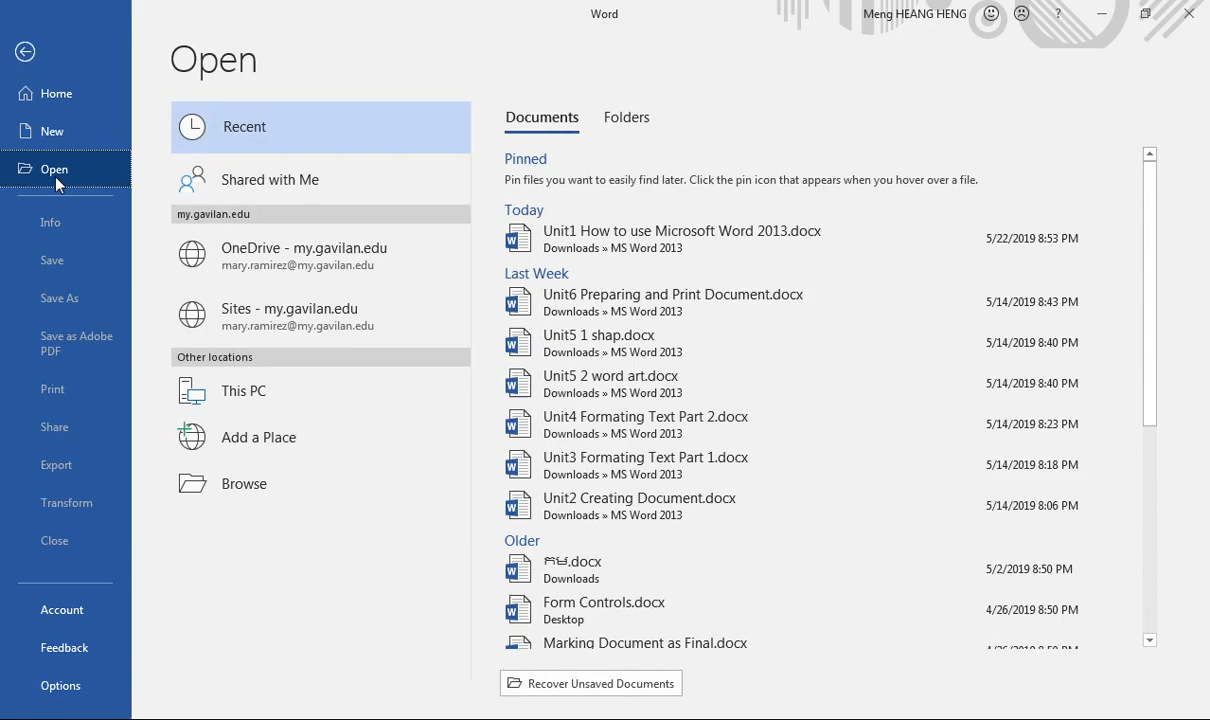 Word
Meng HEANG HENG
?
Home
New
Open
Info
Save
Save As
Save as Adobe
PDF
Print
Share
Export
Transform
Close
Account
Feedback
Options
Open
Recent
Shared with Me
my.gavilan.edu
OneDrive - my.gavilan.edu
mary.ramirez@my.gavilan.edu
Sites - my.gavilan.edu
mary.ramirez@my.gavilan.edu
Other locations
This PC
Add a Place
Browse
Documents Folders
Pinned
Pin files you want to easily find later. Click the pin icon that appears when you hover over a file.
Today
Unit1 How to use Microsoft Word 2013.docx
Downloads » MS Word 2013
5/22/2019 8:53 PM
Last Week
Unit6 Preparing and Print Document.docx
Downloads » MS Word 2013
5/14/2019 8:43 PM
Unit5 1 shap.docx
Downloads » MS Word 2013
5/14/2019 8:40 PM
Unit5 2 word art.docx
Downloads » MS Word 2013
5/14/2019 8:40 PM
Unit4 Formating Text Part 2.docx
Downloads » MS Word 2013
5/14/2019 8:23 PM
Unit3 Formating Text Part 1.docx
Downloads » MS Word 2013
5/14/2019 8:18 PM
Unit2 Creating Document.docx
Downloads » MS Word 2013
5/14/2019 8:06 PM
Older
.docx
Downloads
5/2/2019 8:50 PM
Form Controls.docx
Desktop
4/26/2019 8:50 PM
Marking Document as Final.docx
Recover Unsaved Documents